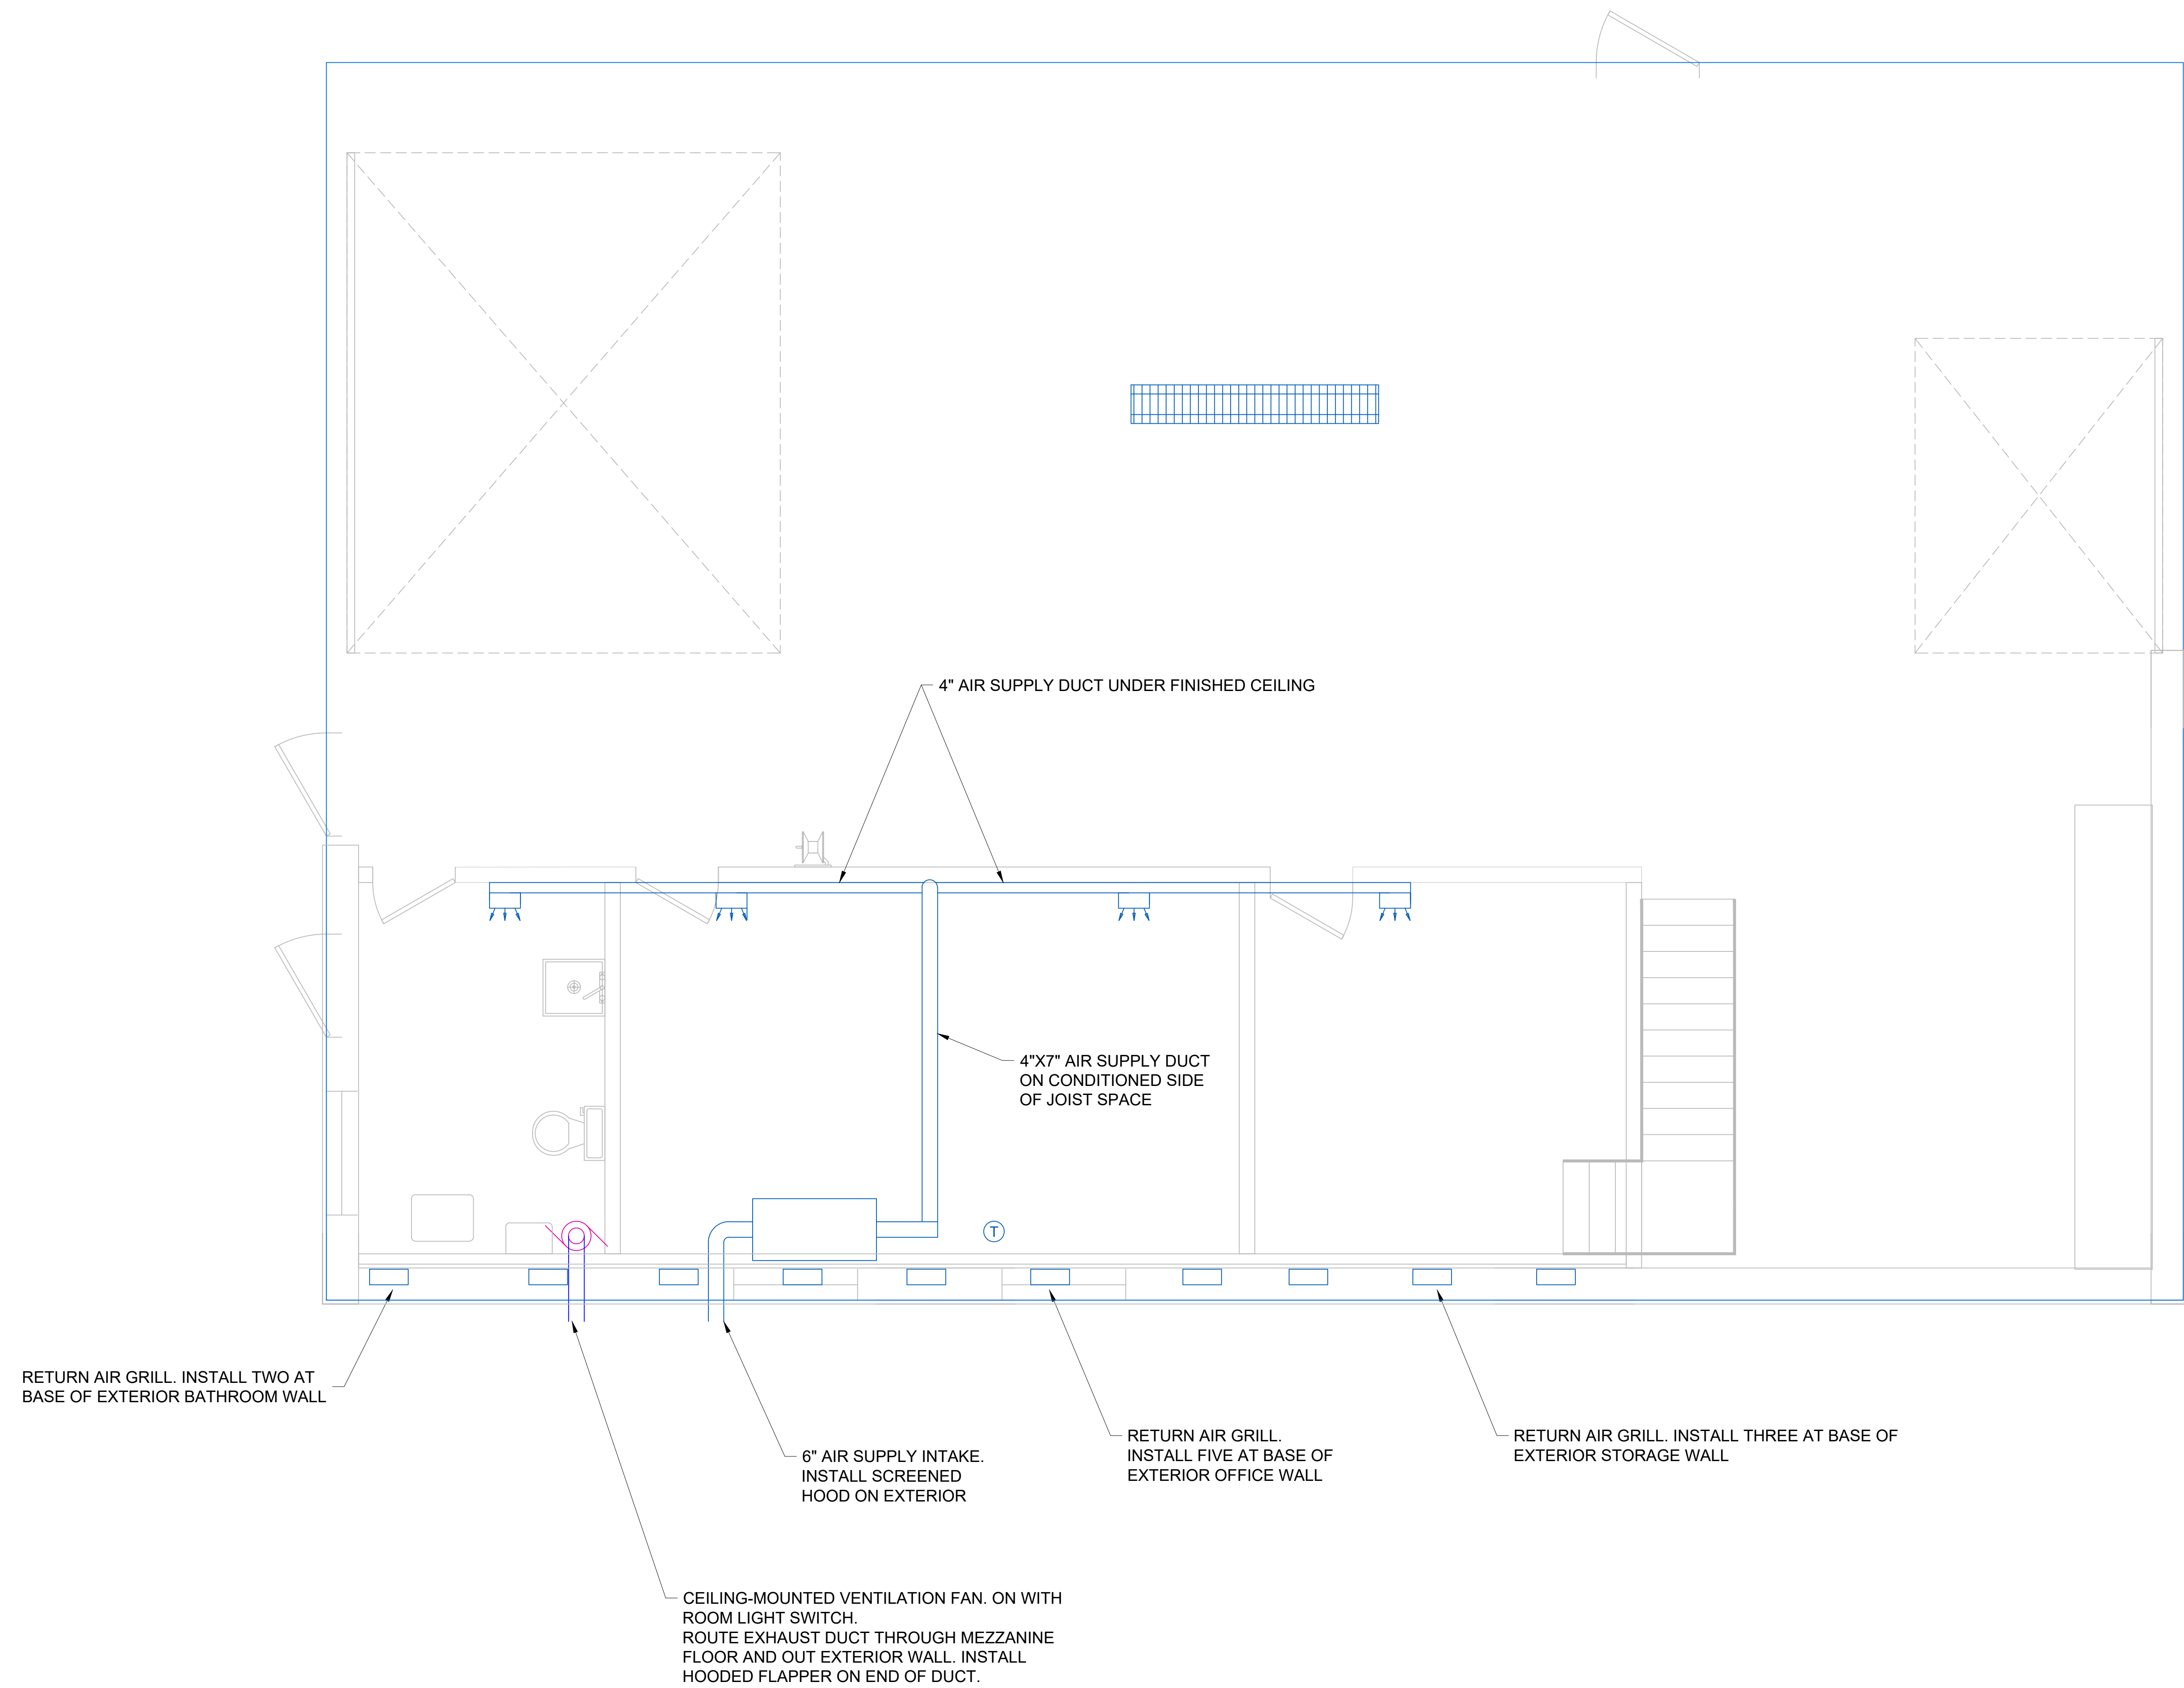 4" AIR SUPPLY DUCT UNDER FINISHED CEILING
4"X7" AIR SUPPLY DUCT
ON CONDITIONED SIDE
OF JOIST SPACE
T
RETURN AIR GRILL. INSTALL TWO AT
BASE OF EXTERIOR BATHROOM WALL
6" AIR SUPPLY INTAKE.
INSTALL SCREENED
HOOD ON EXTERIOR
RETURN AIR GRILL.
INSTALL FIVE AT BASE OF
EXTERIOR OFFICE WALL
RETURN AIR GRILL. INSTALL THREE AT BASE OF
EXTERIOR STORAGE WALL
CEILING-MOUNTED VENTILATION FAN. ON WITH
ROOM LIGHT SWITCH.
ROUTE EXHAUST DUCT THROUGH MEZZANINE
FLOOR AND OUT EXTERIOR WALL. INSTALL
HOODED FLAPPER ON END OF DUCT.